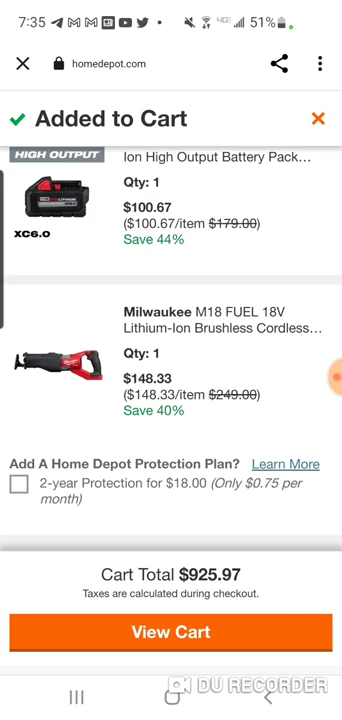 7:35 4G 51%
homedepot.com
Added to Cart
HIGH OUTPUT Ion High Output Battery Pack...
Qty: 1
$100.67
($100.67/item $179.00)
XC6.0
Save 44%
Milwaukee M18 FUEL 18V
Lithium-Ion Brushless Cordless...
Qty: 1
$148.33
($148.33/item $249.00)
Save 40%
Add A Home Depot Protection Plan? Learn More
2-year Protection for $18.00 (Only $0.75 per
month)
Cart Total $925.97
Taxes are calculated during checkout.
View Cart
DU RECORDER